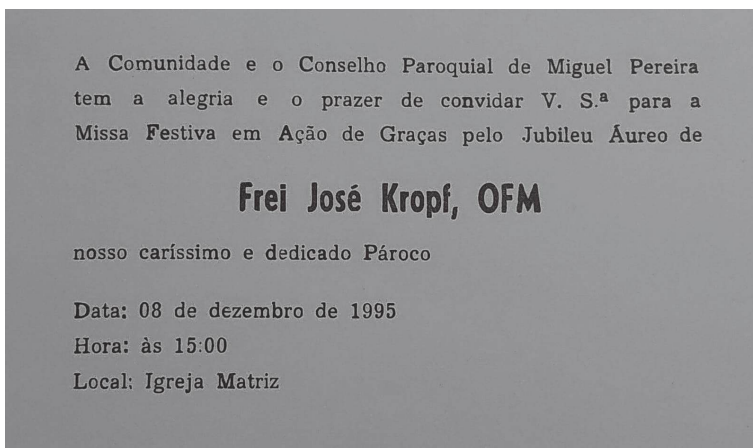 A Comunidade e o Conselho Paroquial de Miguel Pereira
tem a alegria e o prazer de convidar V. S.ª para a
Missa Festiva em Ação de Graças pelo Jubileu Áureo de
Frei José Kropf, OFM
nosso caríssimo e dedicado Pároco
Data: 08 de dezembro de 1995
Hora: às 15:00
Local: Igreja Matriz